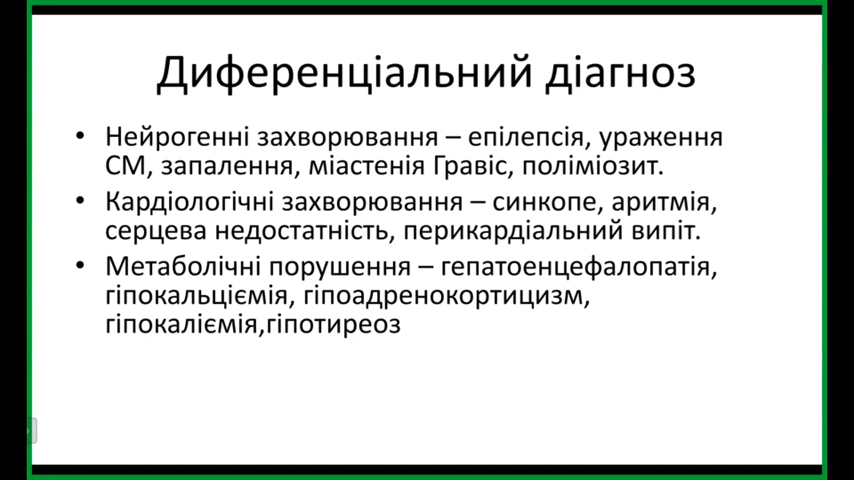 Диференціальний діагноз
• Нейрогенні захворювання – епілепсія, ураження
СМ, запалення, міастенія Гравіс, поліміозит.
• Кардіологічні захворювання – синкопе, аритмія,
серцева недостатність, перикардіальний випіт.
• Метаболічні порушення – гепатоенцефалопатія,
гіпокальціємія, гіпоадренокортицизм,
гіпокаліємія,гіпотиреоз